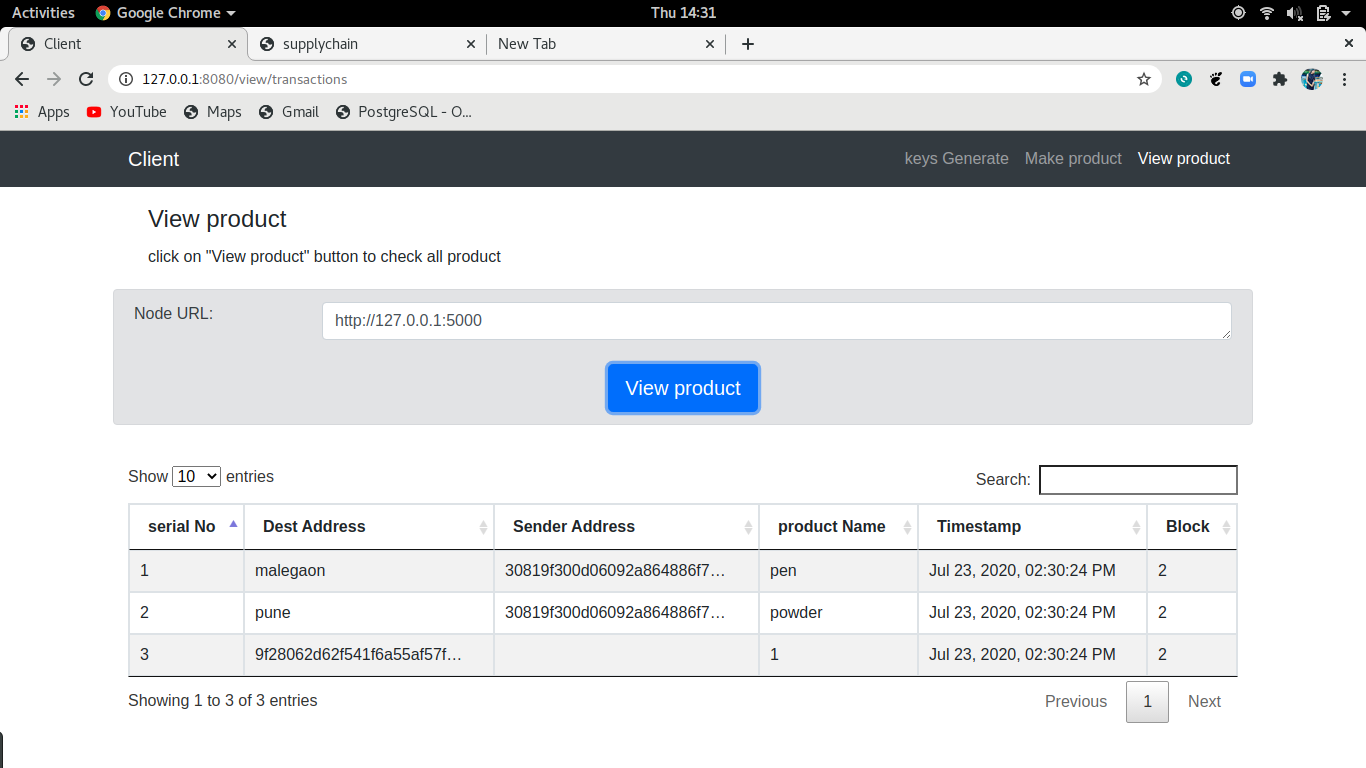 Activities Google Chrome Thu 14:31
Client supplychain New Tab
127.0.0.1:8080/view/transactions
Apps YouTube Maps Gmail PostgreSQL - O...
Client keys Generate Make product View product
View product
click on "View product" button to check all product
Node URL: http://127.0.0.1:5000
View product
Show 10 entries Search:
serial No Dest Address Sender Address product Name Timestamp Block
1 malegaon 30819f300d06092a864886f7… pen Jul 23, 2020, 02:30:24 PM 2
2 pune 30819f300d06092a864886f7… powder Jul 23, 2020, 02:30:24 PM 2
3 9f28062d62f541f6a55af57f… 1 Jul 23, 2020, 02:30:24 PM 2
Showing 1 to 3 of 3 entries Previous 1 Next